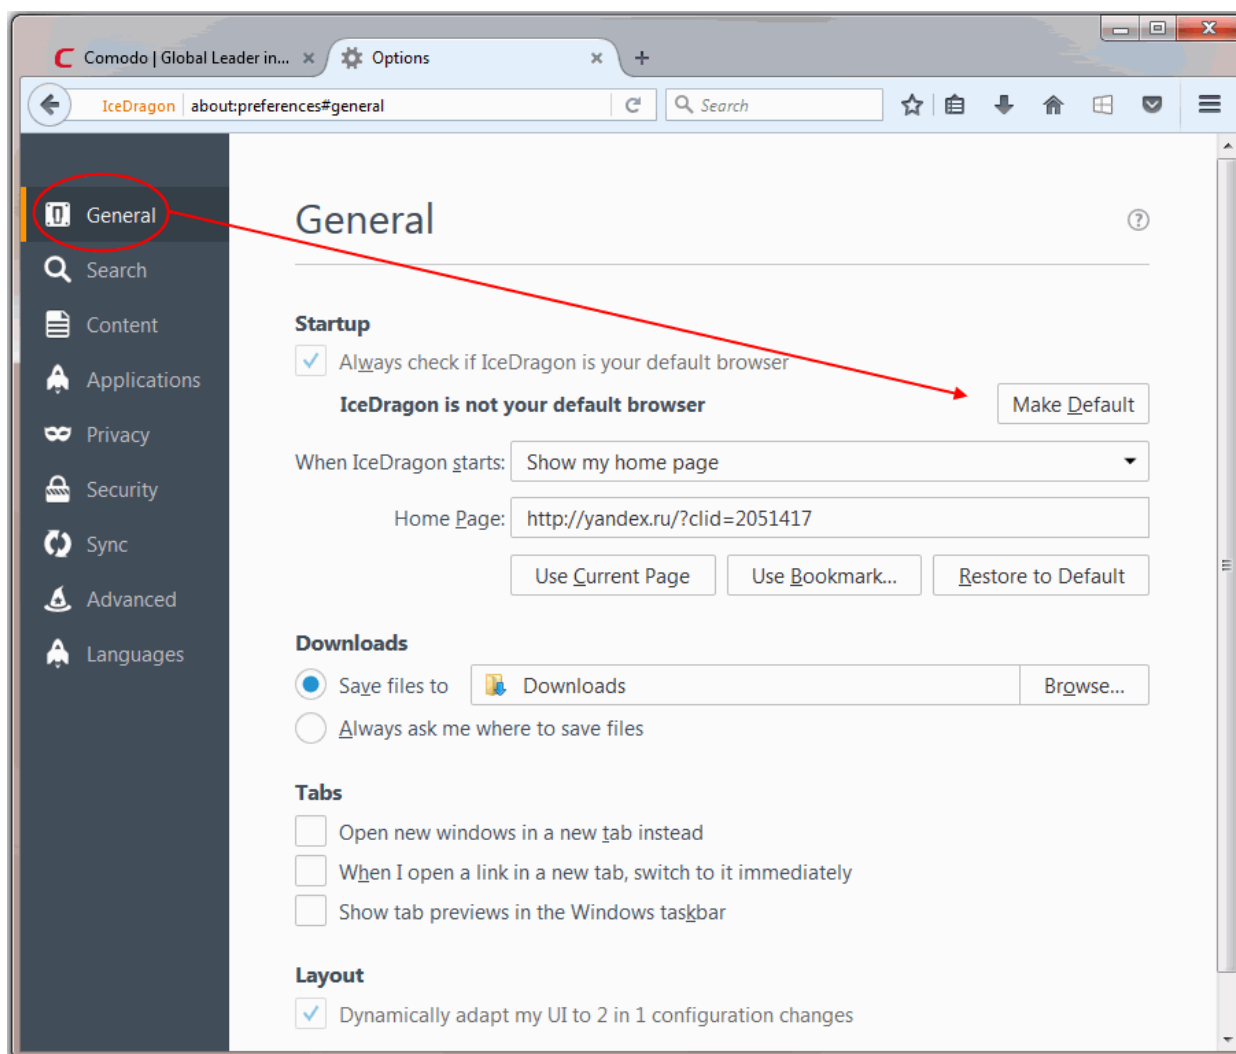 Comodo | Global Leader in...
Options
IceDragon about:preferences#general
Search
General
Search
Content
Applications
Privacy
Security
Sync
Advanced
Languages
General
Startup
Always check if IceDragon is your default browser
IceDragon is not your default browser
Make Default
When IceDragon starts: Show my home page
Home Page: http://yandex.ru/?clid=2051417
Use Current Page Use Bookmark... Restore to Default
Downloads
Save files to Downloads Browse...
Always ask me where to save files
Tabs
Open new windows in a new tab instead
When I open a link in a new tab, switch to it immediately
Show tab previews in the Windows taskbar
Layout
Dynamically adapt my UI to 2 in 1 configuration changes